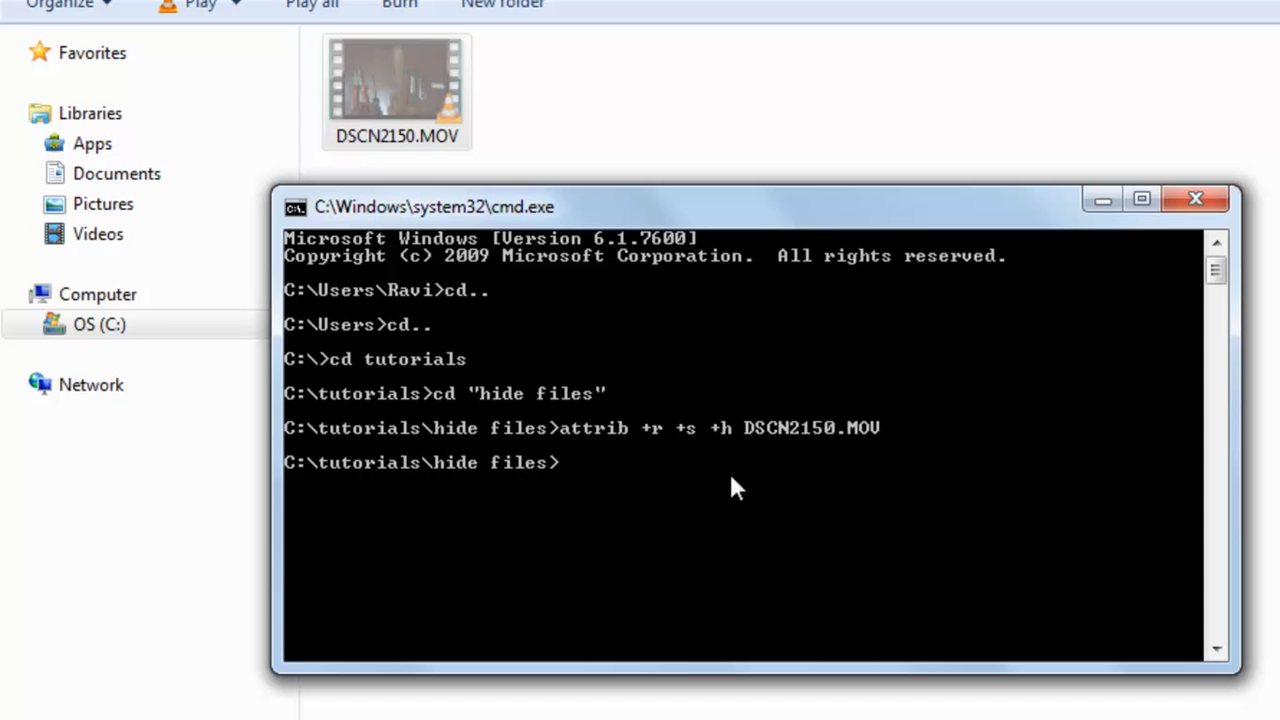 Organize Play Play all Burn New folder
Favorites
Libraries
Apps
Documents
Pictures
Videos
Computer
OS (C:)
Network
DSCN2150.MOV
C:\Windows\system32\cmd.exe
Microsoft Windows [Version 6.1.7600]
Copyright (c) 2009 Microsoft Corporation. All rights reserved.
C:\Users\Ravi>cd..
C:\Users>cd..
C:\>cd tutorials
C:\tutorials>cd "hide files"
C:\tutorials\hide files>attrib +r +s +h DSCN2150.MOV
C:\tutorials\hide files>